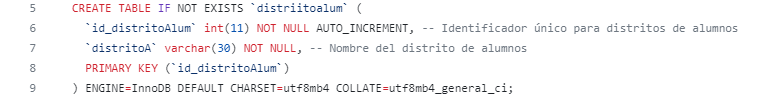 5 CREATE TABLE IF NOT EXISTS `distriitoalum` (
6 `id_distritoAlum` int(11) NOT NULL AUTO_INCREMENT, -- Identificador único para distritos de alumnos
7 `distritoA` varchar(30) NOT NULL, -- Nombre del distrito de alumnos
8 PRIMARY KEY (`id_distritoAlum`)
9 ) ENGINE=InnoDB DEFAULT CHARSET=utf8mb4 COLLATE=utf8mb4_general_ci;